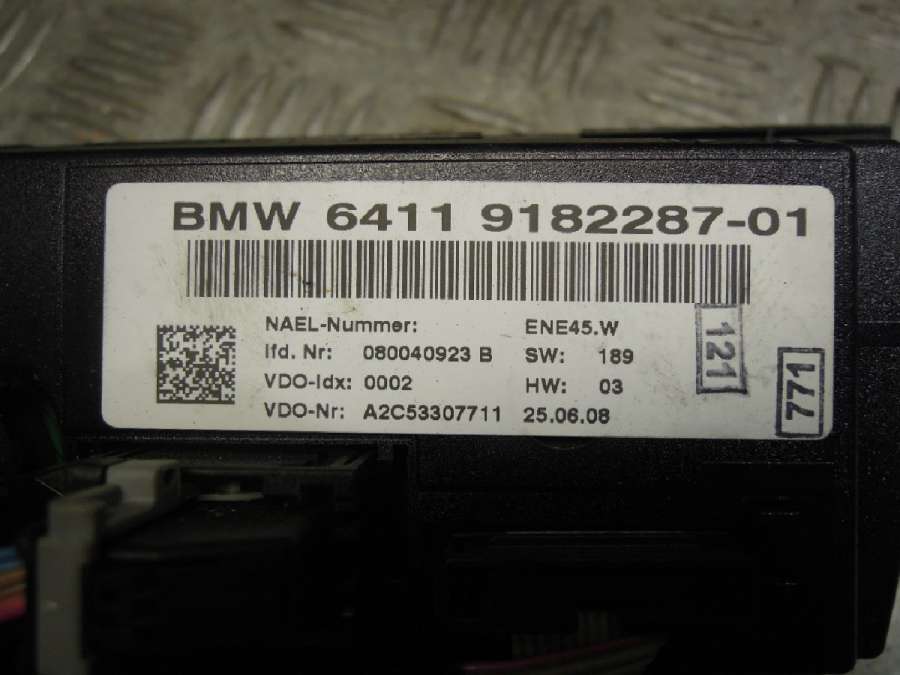 BMW 6411 9182287-01
NAEL-Nummer: ENE45.W
lfd. Nr: 080040923 B SW: 189
VDO-Idx: 0002 HW: 03
VDO-Nr: A2C53307711 25.06.08
121
771